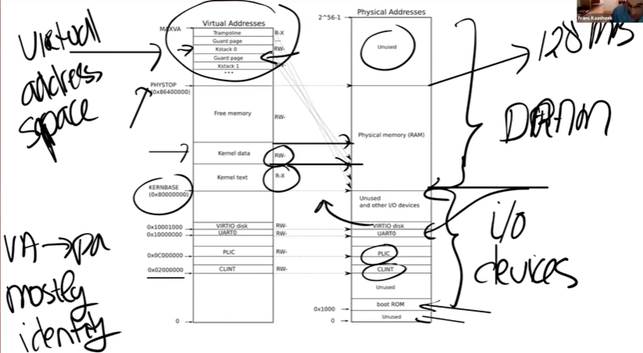 Virtual address space
VA → pa mostly identity
Virtual Addresses
MAXVA
Trampoline
R-X
Guard page
---
Kstack 0
RW-
Guard page
Kstack 1
RW-
...
PHYSTOP
(0x86400000)
Free memory
RW-
Kernel data
RW-
Kernel text
R-X
KERNBASE
(0x80000000)
0x10001000
VIRTIO disk
RW-
0x10000000
UART0
RW-
0x0C000000
PLIC
RW-
0x02000000
CLINT
RW-
0
Physical Addresses
2^56-1
Unused
Physical memory (RAM)
Unused
and other I/O devices
VIRTIO disk
UART0
PLIC
CLINT
Unused
boot ROM
0x1000
Unused
0
128 MB
DRAM
i/o devices
Frans Kaashoek